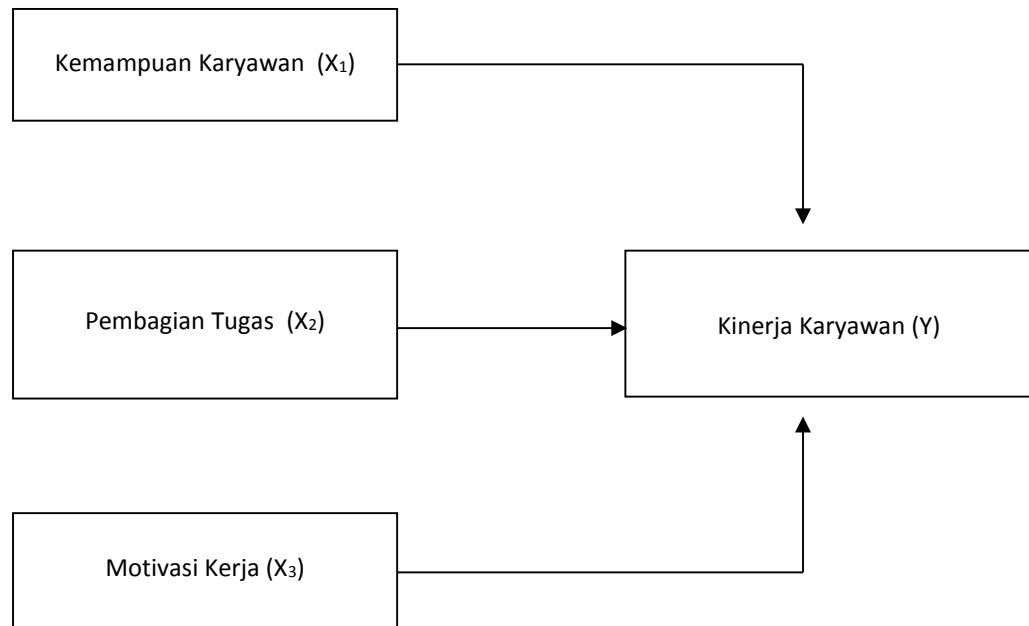 Kemampuan Karyawan (X₁)
Pembagian Tugas (X₂)
Kinerja Karyawan (Y)
Motivasi Kerja (X₃)